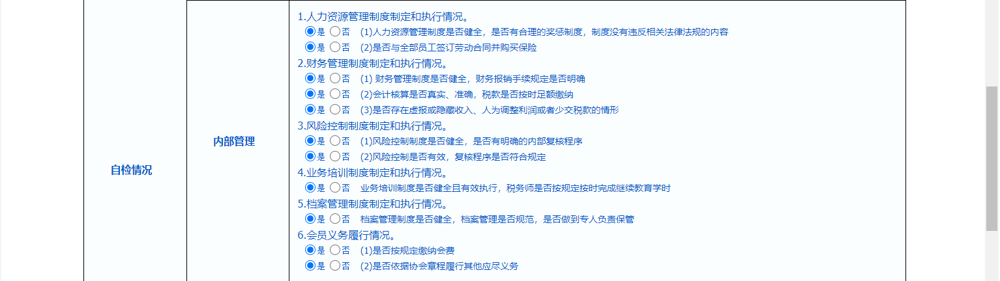 1.人力资源管理制度制定和执行情况。
是 否 (1)人力资源管理制度是否健全，是否有合理的奖惩制度，制度没有违反相关法律法规的内容
是 否 (2)是否与全部员工签订劳动合同并购买保险
2.财务管理制度制定和执行情况。
是 否 (1) 财务管理制度是否健全，财务报销手续规定是否明确
是 否 (2)会计核算是否真实、准确，税款是否按时足额缴纳
是 否 (3)是否存在虚报或隐藏收入、人为调整利润或者少交税款的情形
3.风险控制制度制定和执行情况。
内部管理
是 否 (1)风险控制制度是否健全，是否有明确的内部复核程序
是 否 (2)风险控制是否有效，复核程序是否符合规定
自检情况
4.业务培训制度制定和执行情况。
是 否 业务培训制度是否健全且有效执行，税务师是否按规定按时完成继续教育学时
5.档案管理制度制定和执行情况。
是 否 档案管理制度是否健全，档案管理是否规范，是否做到专人负责保管
6.会员义务履行情况。
是 否 (1)是否按规定缴纳会费
是 否 (2)是否依据协会章程履行其他应尽义务